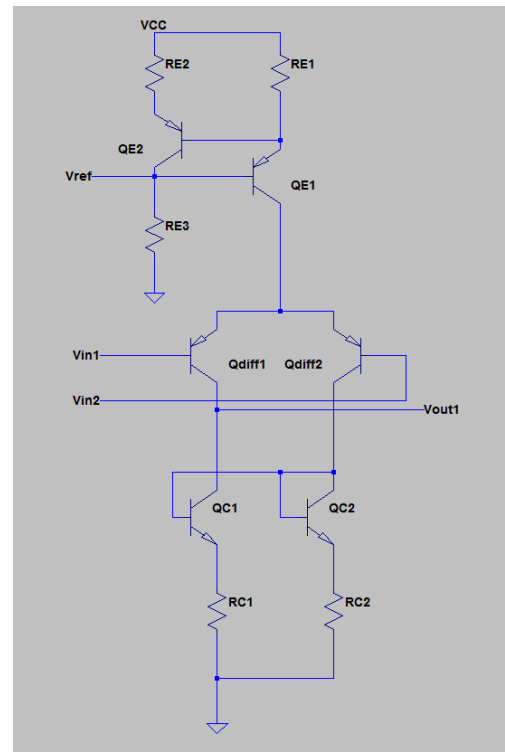 VCC
RE2
RE1
QE2
Vref
QE1
RE3
Vin1
Qdiff1
Qdiff2
Vin2
Vout1
QC1
QC2
RC1
RC2